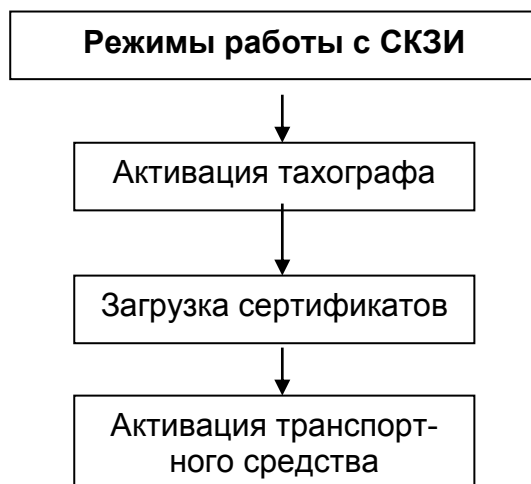 Режимы работы с СКЗИ
Активация тахографа
Загрузка сертификатов
Активация транспорт-
ного средства